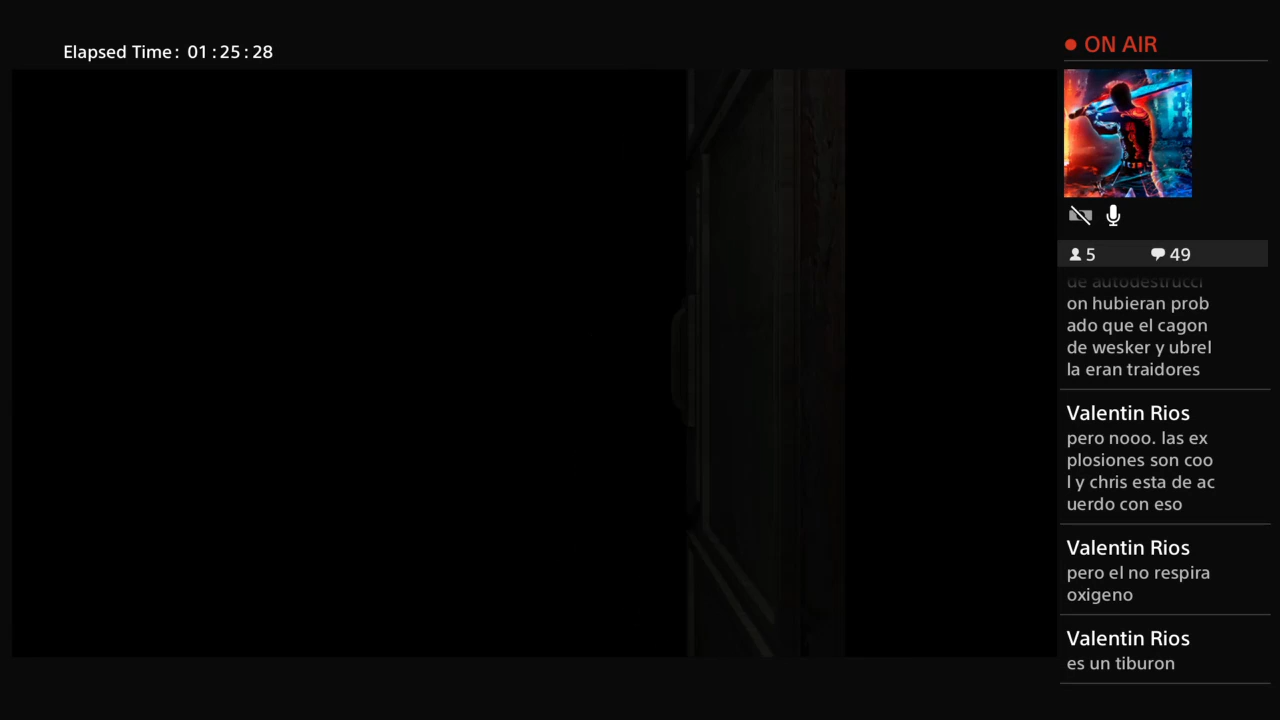 Elapsed Time: 01:25:28
ON AIR
5 49
de autodestrucci
on hubieran prob
ado que el cagon
de wesker y ubrel
la eran traidores
Valentin Rios
pero nooo. las ex
plosiones son coo
l y chris esta de ac
uerdo con eso
Valentin Rios
pero el no respira
oxigeno
Valentin Rios
es un tiburon